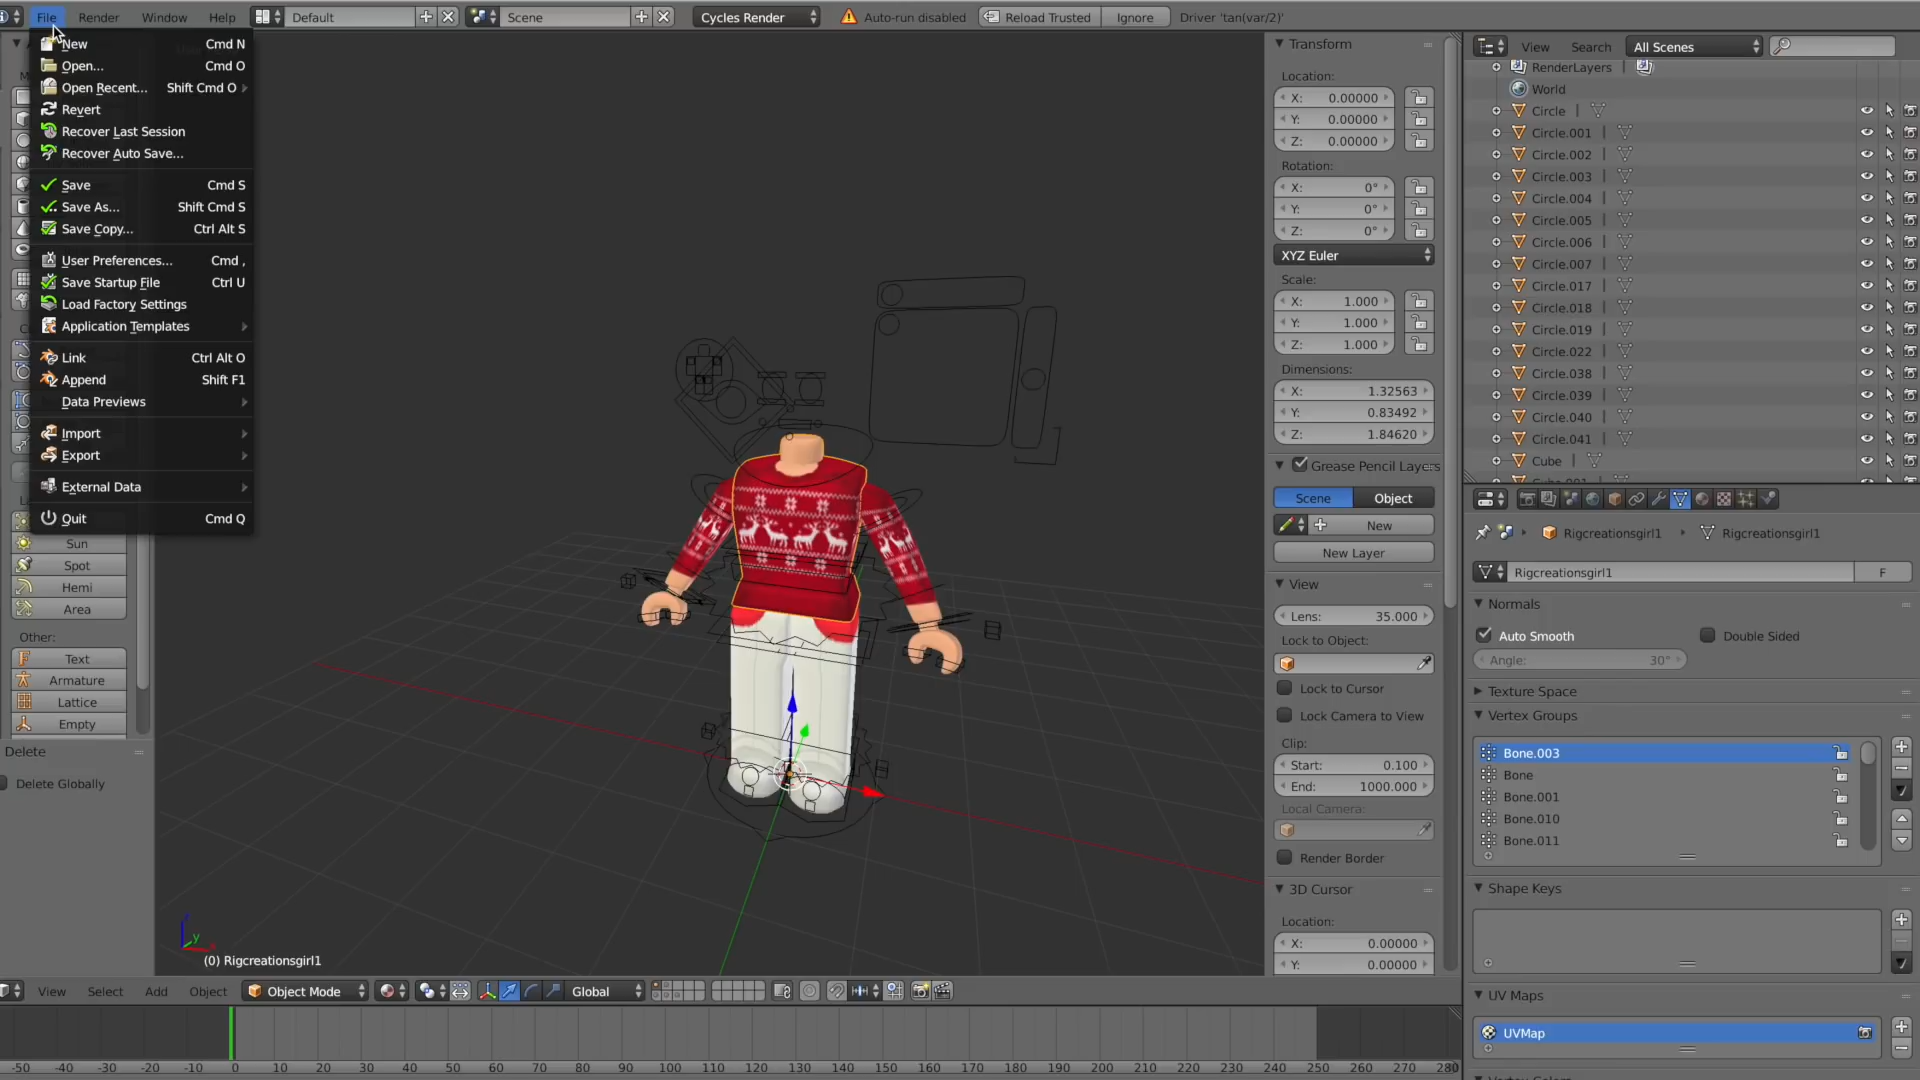 File Render Window Help Default Scene Cycles Render Auto-run disabled Reload Trusted Ignore Driver 'tan(var/2)'
New Cmd N
Open... Cmd O
Open Recent... Shift Cmd O
Revert
Recover Last Session
Recover Auto Save...
Save Cmd S
Save As... Shift Cmd S
Save Copy... Ctrl Alt S
User Preferences... Cmd ,
Save Startup File Ctrl U
Load Factory Settings
Application Templates
Link Ctrl Alt O
Append Shift F1
Data Previews
Import
Export
External Data
Quit Cmd Q
Sun
Spot
Hemi
Area
Other:
Text
Armature
Lattice
Empty
Delete
Delete Globally
(0) Rigcreationsgirl1
View Select Add Object Object Mode Global
-50 -40 -30 -20 -10 0 10 20 30 40 50 60 70 80 90 100 110 120 130 140 150 160 170 180 190 200 210 220 230 240 250 260 270 280
Transform
Location:
X: 0.00000
Y: 0.00000
Z: 0.00000
Rotation:
X: 0°
Y: 0°
Z: 0°
XYZ Euler
Scale:
X: 1.000
Y: 1.000
Z: 1.000
Dimensions:
X: 1.32563
Y: 0.83492
Z: 1.84620
Grease Pencil Layers
Scene Object
New
New Layer
View
Lens: 35.000
Lock to Object:
Lock to Cursor
Lock Camera to View
Clip:
Start: 0.100
End: 1000.000
Local Camera:
Render Border
3D Cursor
Location:
X: 0.00000
Y: 0.00000
View Search All Scenes
RenderLayers
World
Circle
Circle.001
Circle.002
Circle.003
Circle.004
Circle.005
Circle.006
Circle.007
Circle.017
Circle.018
Circle.019
Circle.022
Circle.038
Circle.039
Circle.040
Circle.041
Cube
Rigcreationsgirl1 Rigcreationsgirl1
Rigcreationsgirl1 F
Normals
Auto Smooth Double Sided
Angle: 30°
Texture Space
Vertex Groups
Bone.003
Bone
Bone.001
Bone.010
Bone.011
Shape Keys
UV Maps
UVMap